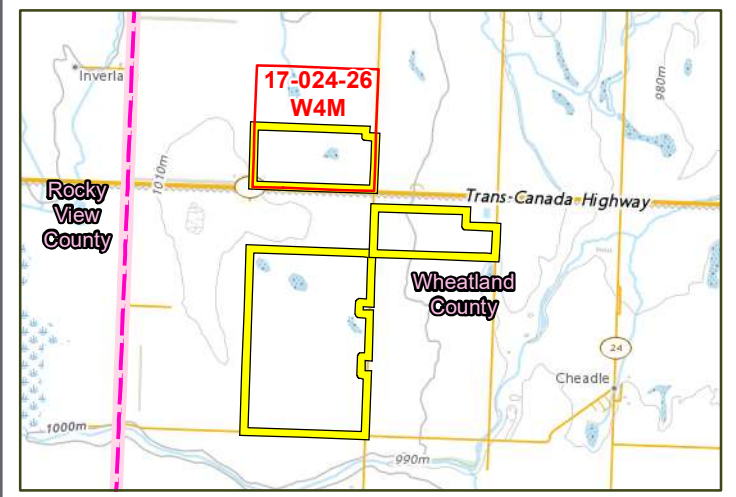 Inverla
17-024-26
W4M
980m
1010m
Rocky
View
County
Trans-Canada-Highway
Wheatland
County
24
Cheadle
1000m
990m